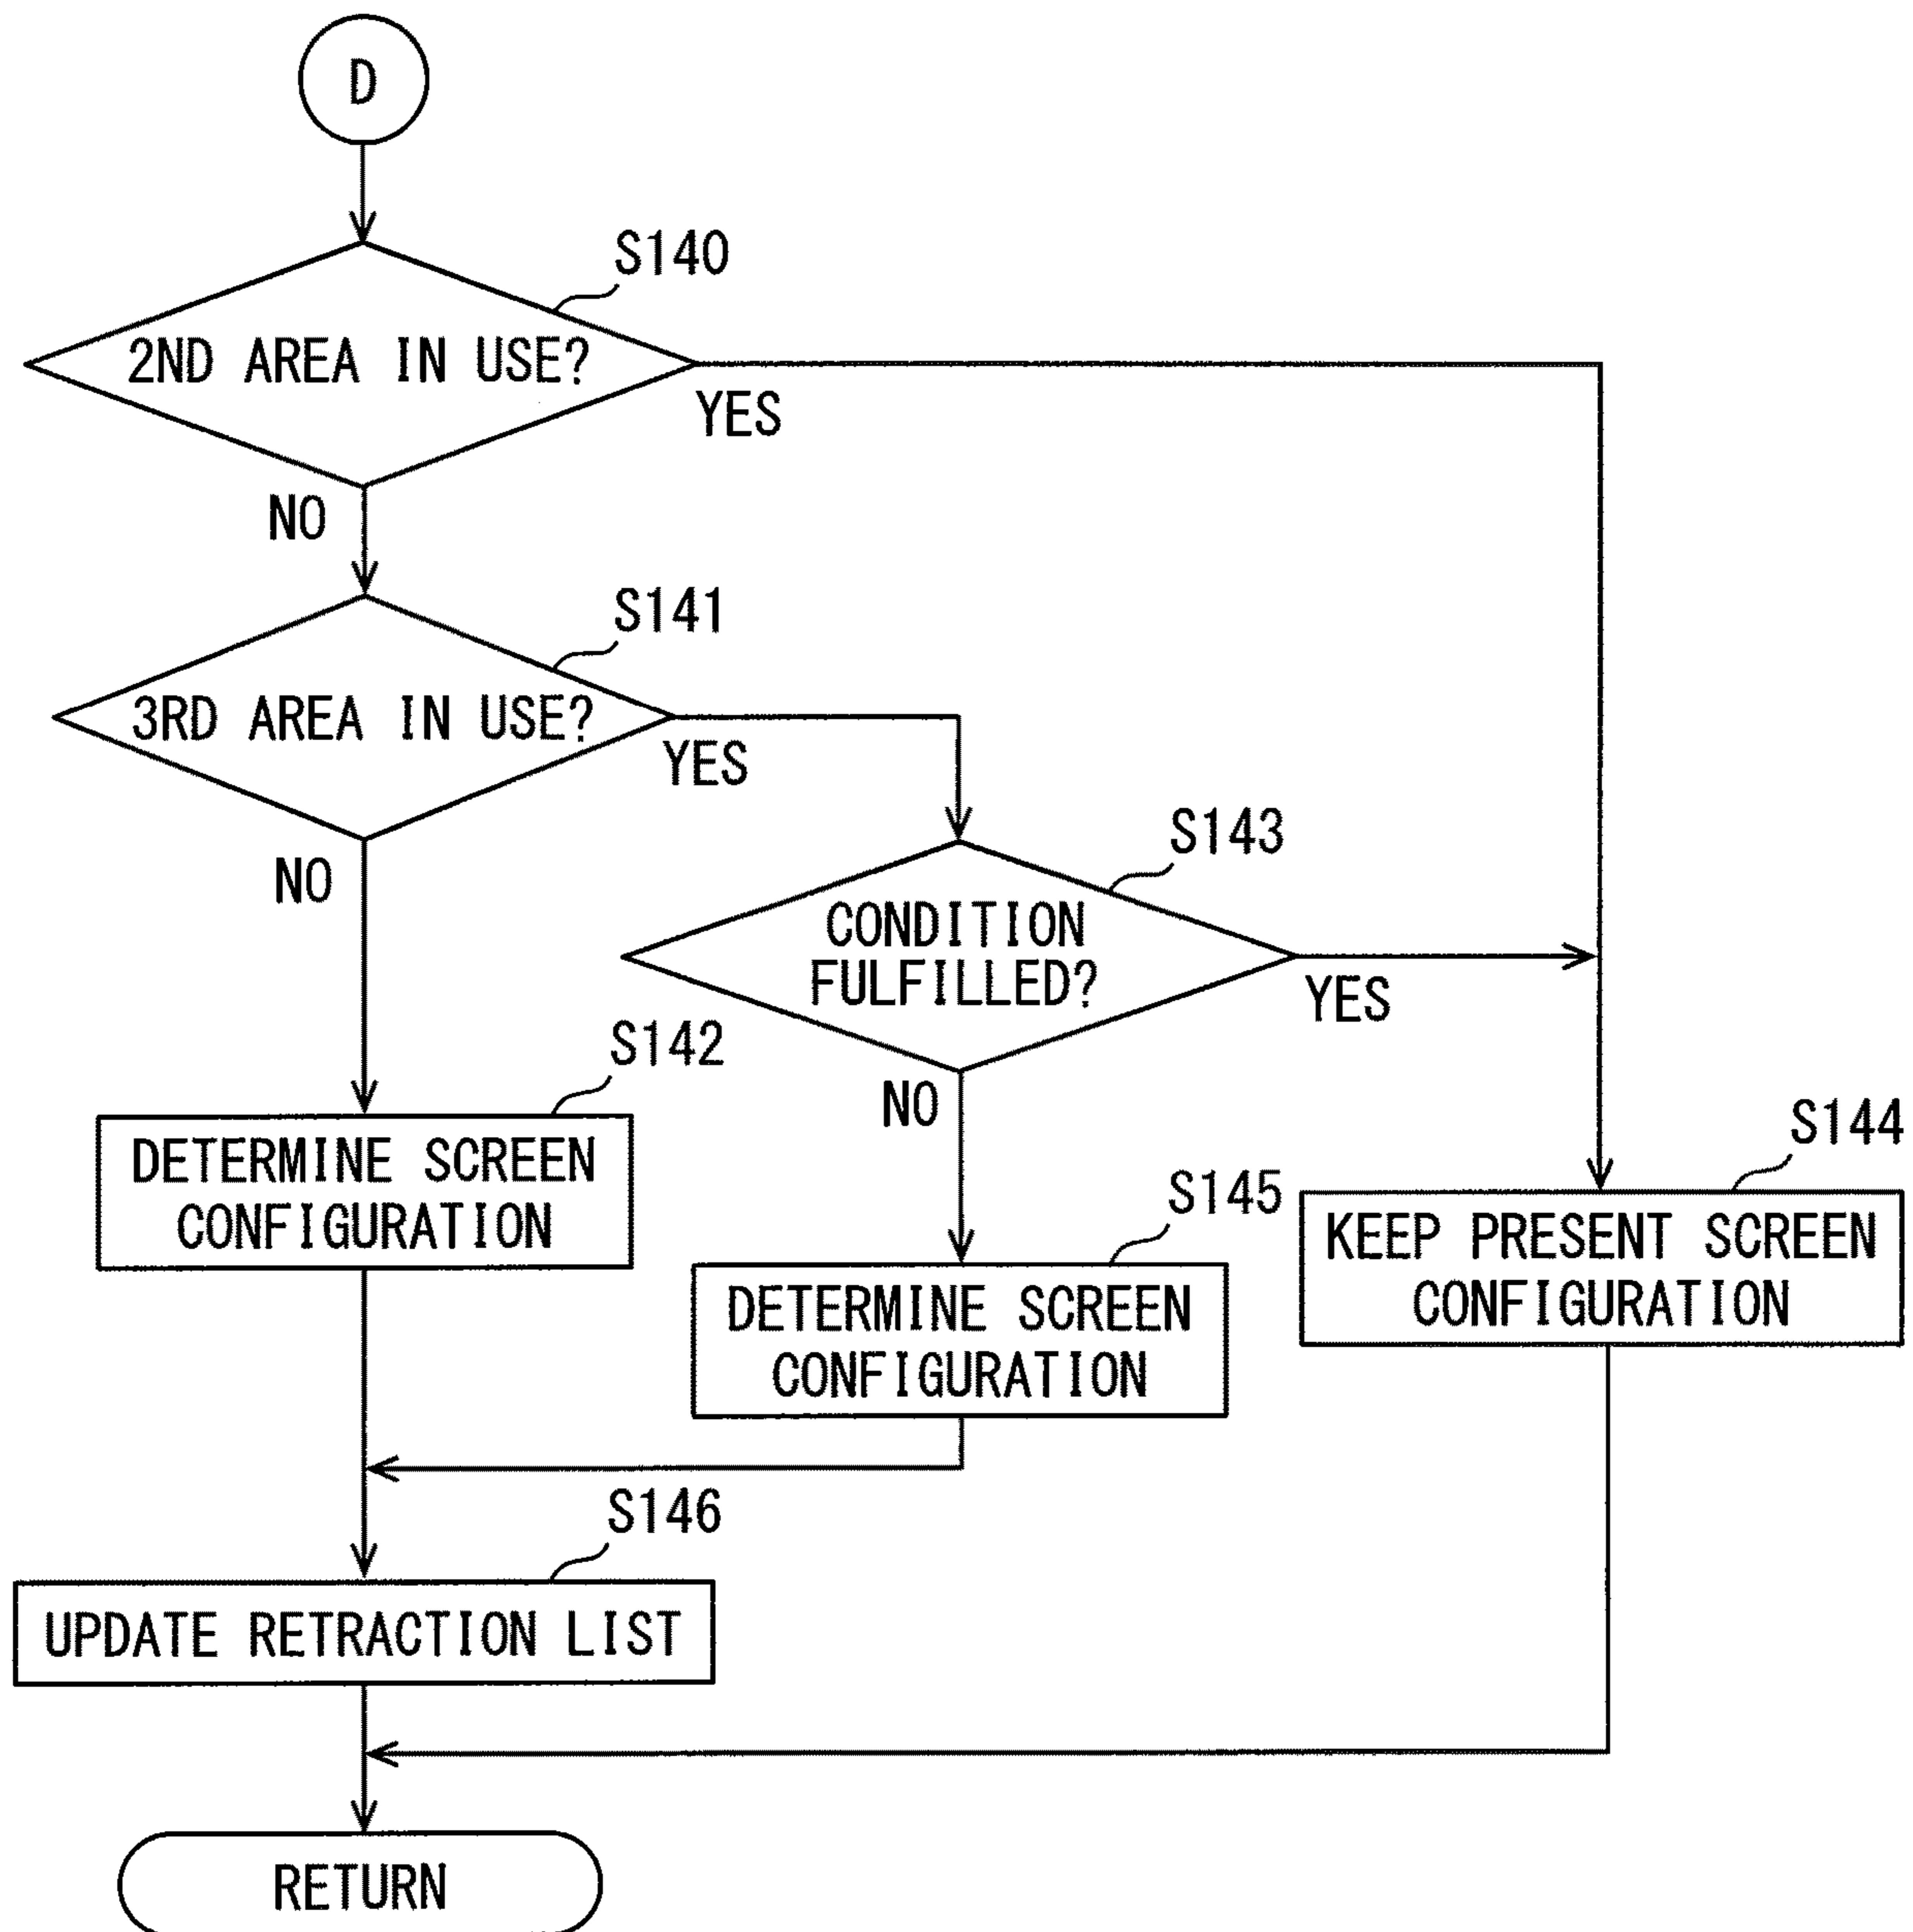 D
S140
2ND AREA IN USE?
YES
NO
S141
3RD AREA IN USE?
YES
NO
S143
CONDITION
FULFILLED?
YES
NO
S142
DETERMINE SCREEN
CONFIGURATION
S144
KEEP PRESENT SCREEN
CONFIGURATION
S145
DETERMINE SCREEN
CONFIGURATION
S146
UPDATE RETRACTION LIST
RETURN